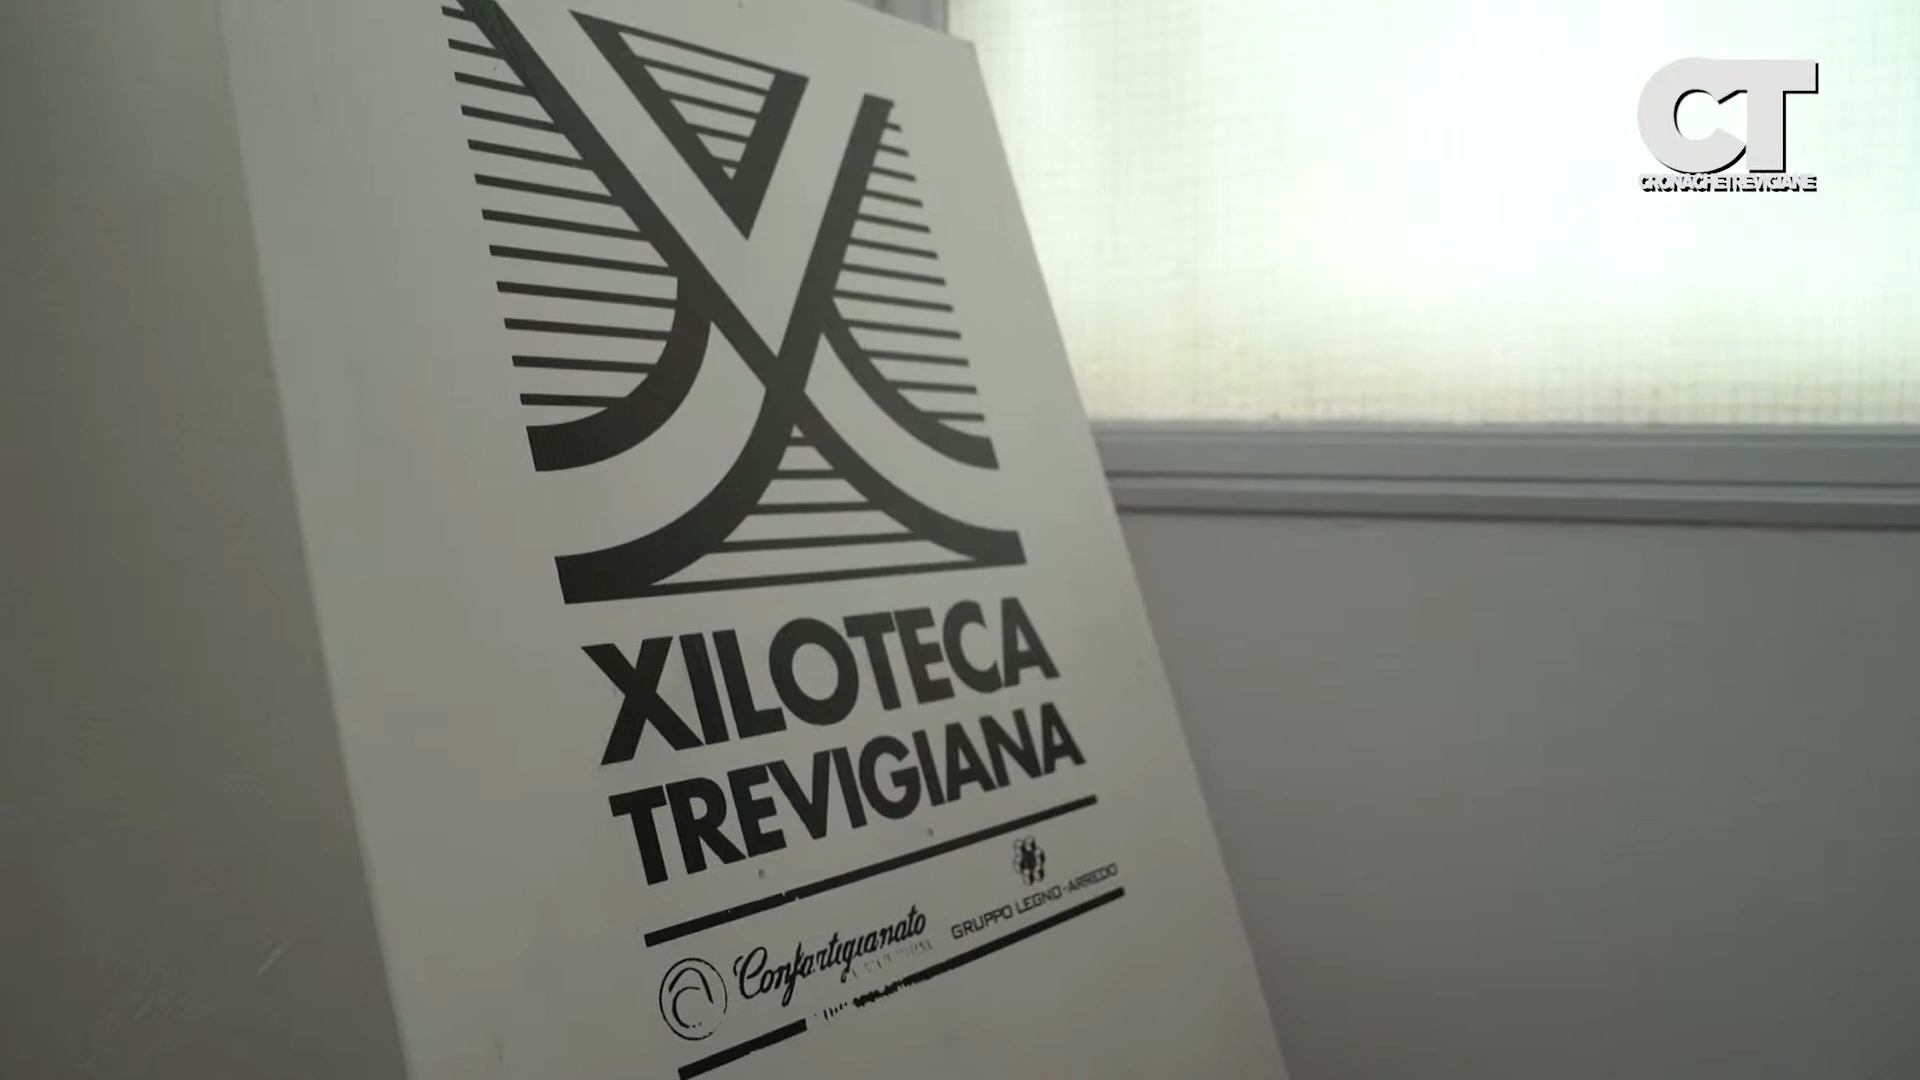 CT
CRONACHE TREVIGIANE
XILOTECA
TREVIGIANA
Confartigianato
GRUPPO LEGNO-ARREDO